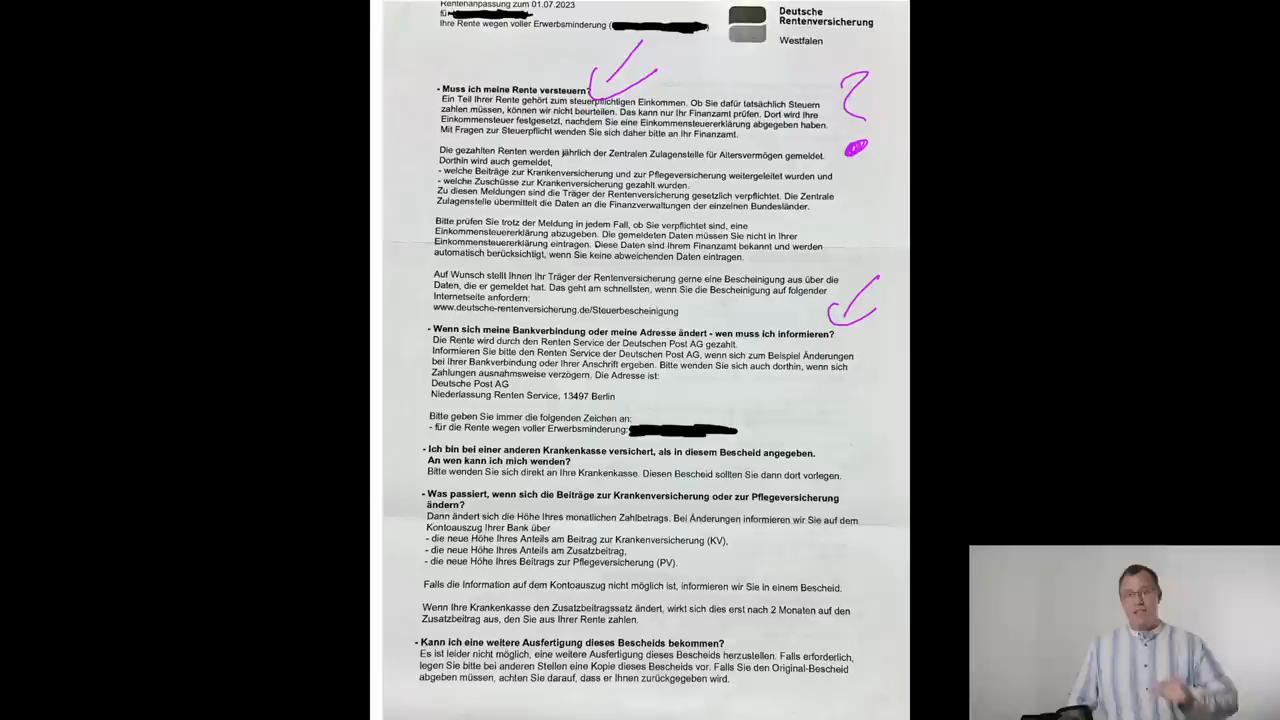 Rentenanpassung zum 01.07.2023
fü
Ihre Rente wegen voller Erwerbsminderung ( )
Deutsche
Rentenversicherung
Westfalen
- Muss ich meine Rente versteuern?
Ein Teil Ihrer Rente gehört zum steuerpflichtigen Einkommen. Ob Sie dafür tatsächlich Steuern
zahlen müssen, können wir nicht beurteilen. Das kann nur Ihr Finanzamt prüfen. Dort wird Ihre
Einkommensteuer festgesetzt, nachdem Sie eine Einkommensteuererklärung abgegeben haben.
Mit Fragen zur Steuerpflicht wenden Sie sich daher bitte an Ihr Finanzamt.
?
Die gezahlten Renten werden jährlich der Zentralen Zulagenstelle für Altersvermögen gemeldet.
Dorthin wird auch gemeldet,
- welche Beiträge zur Krankenversicherung und zur Pflegeversicherung weitergeleitet wurden und
- welche Zuschüsse zur Krankenversicherung gezahlt wurden.
Zu diesen Meldungen sind die Träger der Rentenversicherung gesetzlich verpflichtet. Die Zentrale
Zulagenstelle übermittelt die Daten an die Finanzverwaltungen der einzelnen Bundesländer.
Bitte prüfen Sie trotz der Meldung in jedem Fall, ob Sie verpflichtet sind, eine
Einkommensteuererklärung abzugeben. Die gemeldeten Daten müssen Sie nicht in Ihrer
Einkommensteuererklärung eintragen. Diese Daten sind Ihrem Finanzamt bekannt und werden
automatisch berücksichtigt, wenn Sie keine abweichenden Daten eintragen.
Auf Wunsch stellt Ihnen Ihr Träger der Rentenversicherung gerne eine Bescheinigung aus über die
Daten, die er gemeldet hat. Das geht am schnellsten, wenn Sie die Bescheinigung auf folgender
Internetseite anfordern:
www.deutsche-rentenversicherung.de/Steuerbescheinigung
- Wenn sich meine Bankverbindung oder meine Adresse ändert - wen muss ich informieren?
Die Rente wird durch den Renten Service der Deutschen Post AG gezahlt.
Informieren Sie bitte den Renten Service der Deutschen Post AG, wenn sich zum Beispiel Änderungen
bei Ihrer Bankverbindung oder Ihrer Anschrift ergeben. Bitte wenden Sie sich auch dorthin, wenn sich
Zahlungen ausnahmsweise verzögern. Die Adresse ist:
Deutsche Post AG
Niederlassung Renten Service, 13497 Berlin
Bitte geben Sie immer die folgenden Zeichen an:
- für die Rente wegen voller Erwerbsminderung:
- Ich bin bei einer anderen Krankenkasse versichert, als in diesem Bescheid angegeben.
An wen kann ich mich wenden?
Bitte wenden Sie sich direkt an Ihre Krankenkasse. Diesen Bescheid sollten Sie dann dort vorlegen.
- Was passiert, wenn sich die Beiträge zur Krankenversicherung oder zur Pflegeversicherung
ändern?
Dann ändert sich die Höhe Ihres monatlichen Zahlbetrags. Bei Änderungen informieren wir Sie auf dem
Kontoauszug Ihrer Bank über
- die neue Höhe Ihres Anteils am Beitrag zur Krankenversicherung (KV),
- die neue Höhe Ihres Anteils am Zusatzbeitrag,
- die neue Höhe Ihres Beitrags zur Pflegeversicherung (PV).
Falls die Information auf dem Kontoauszug nicht möglich ist, informieren wir Sie in einem Bescheid.
Wenn Ihre Krankenkasse den Zusatzbeitragssatz ändert, wirkt sich dies erst nach 2 Monaten auf den
Zusatzbeitrag aus, den Sie aus Ihrer Rente zahlen.
- Kann ich eine weitere Ausfertigung dieses Bescheids bekommen?
Es ist leider nicht möglich, eine weitere Ausfertigung dieses Bescheids herzustellen. Falls erforderlich,
legen Sie bitte bei anderen Stellen eine Kopie dieses Bescheids vor. Falls Sie den Original-Bescheid
abgeben müssen, achten Sie darauf, dass er Ihnen zurückgegeben wird.